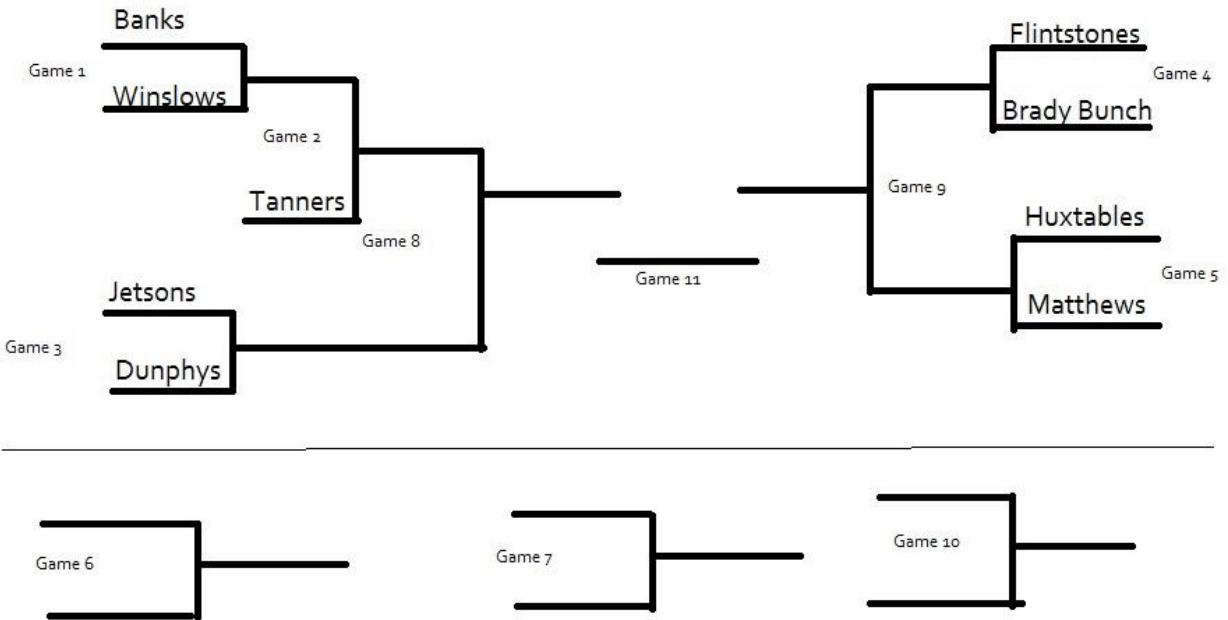 Banks
Game 1
Winslows
Game 2
Tanners
Game 8
Jetsons
Game 3
Dunphys
Game 11
Flintstones
Game 4
Brady Bunch
Game 9
Huxtables
Game 5
Matthews
Game 6
Game 7
Game 10